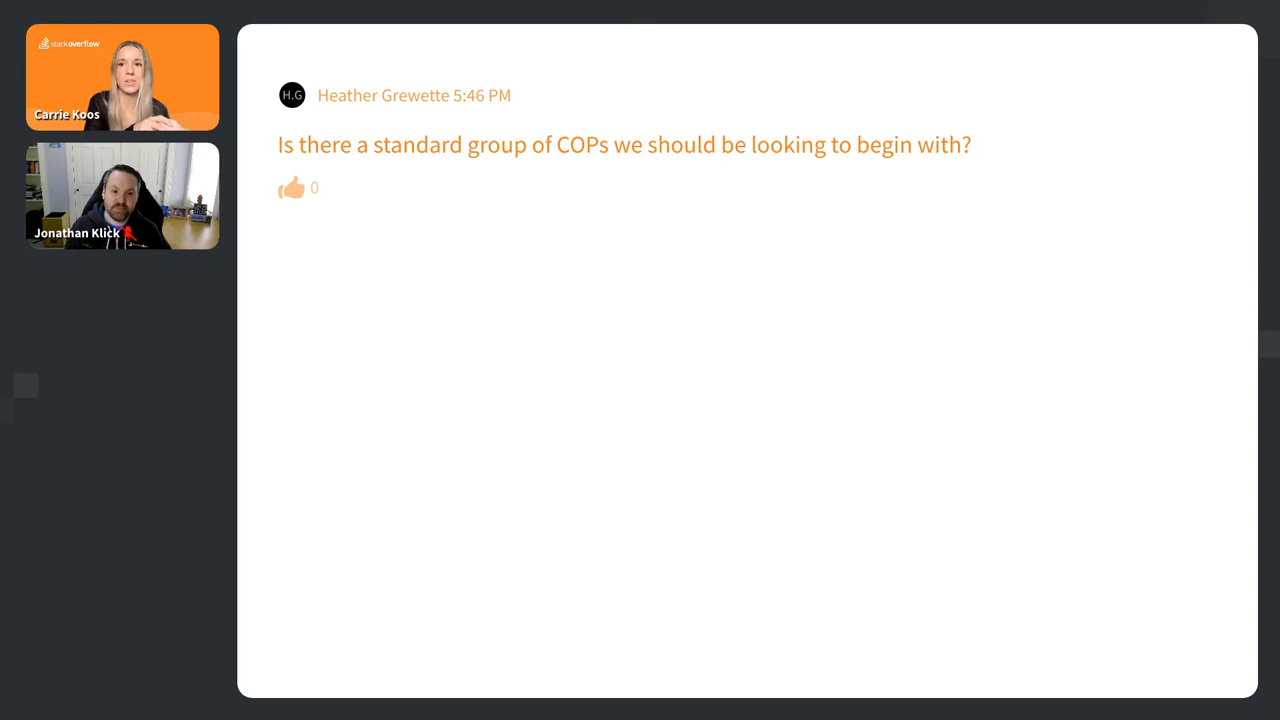 stackoverflow
Carrie Koos
Jonathan Klick
H.G
Heather Grewette 5:46 PM
Is there a standard group of COPs we should be looking to begin with?
0